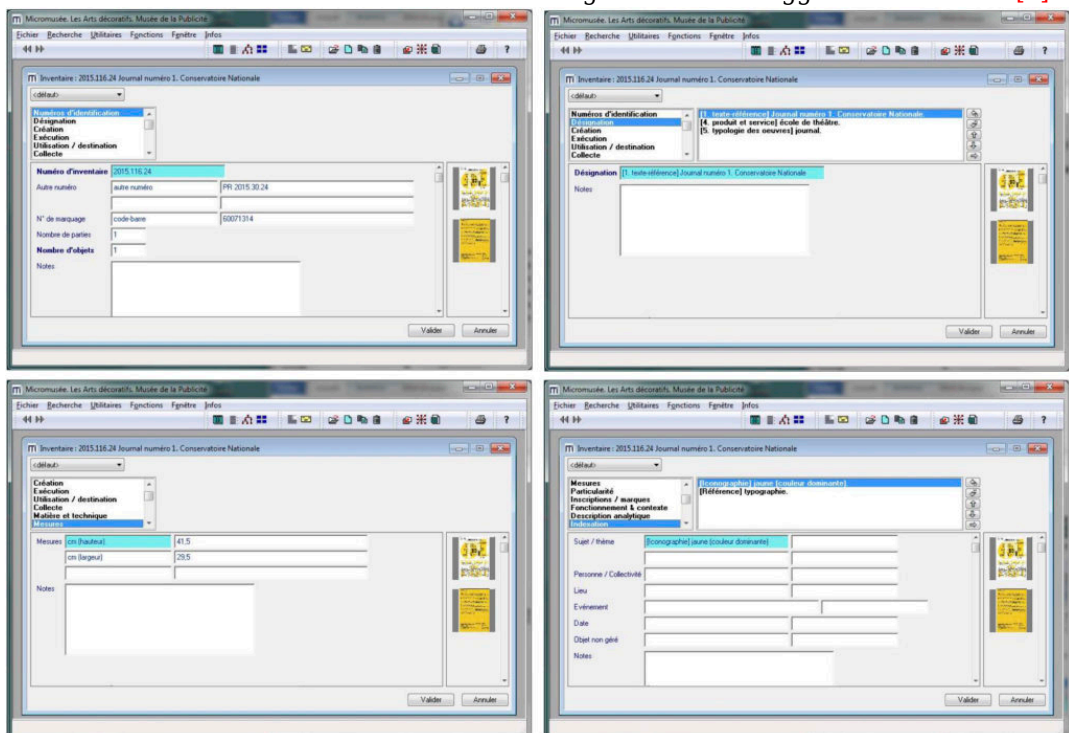 Micromusée. Les Arts décoratifs. Musée de la Publicité
Fichier Recherche Utilitaires Fonctions Fenêtre Infos
Inventaire : 2015.116.24 Journal numéro 1. Conservatoire Nationale
<défaut>
Numéros d'identification
Désignation
Création
Exécution
Utilisation / destination
Collecte
Numéro d'inventaire 2015.116.24
Autre numéro autre numéro PR 2015.30.24
N° de marquage code-barre 60071314
Nombre de parties 1
Nombre d'objets 1
Notes
Valider Annuler
Micromusée. Les Arts décoratifs. Musée de la Publicité
Fichier Recherche Utilitaires Fonctions Fenêtre Infos
Inventaire : 2015.116.24 Journal numéro 1. Conservatoire Nationale
<défaut>
Numéros d'identification
Désignation
Création
Exécution
Utilisation / destination
Collecte
[1. texte-référence] Journal numéro 1. Conservatoire Nationale.
[4. produit et service] école de théâtre.
[5. typologie des oeuvres] journal.
Désignation [1. texte-référence] Journal numéro 1. Conservatoire Nationale
Notes
Valider Annuler
Micromusée. Les Arts décoratifs. Musée de la Publicité
Fichier Recherche Utilitaires Fonctions Fenêtre Infos
Inventaire : 2015.116.24 Journal numéro 1. Conservatoire Nationale
<défaut>
Création
Exécution
Utilisation / destination
Collecte
Matière et technique
Mesures
Mesures cm (hauteur) 41,5
cm (largeur) 29,5
Notes
Valider Annuler
Micromusée. Les Arts décoratifs. Musée de la Publicité
Fichier Recherche Utilitaires Fonctions Fenêtre Infos
Inventaire : 2015.116.24 Journal numéro 1. Conservatoire Nationale
<défaut>
Mesures
Particularité
Inscriptions / marques
Fonctionnement & contexte
Description analytique
Indexation
[Iconographie] jaune [couleur dominante].
[Référence] typographie.
Sujet / thème [Iconographie] jaune [couleur dominante]
Personne / Collectivité
Lieu
Evénement
Date
Objet non géré
Notes
Valider Annuler